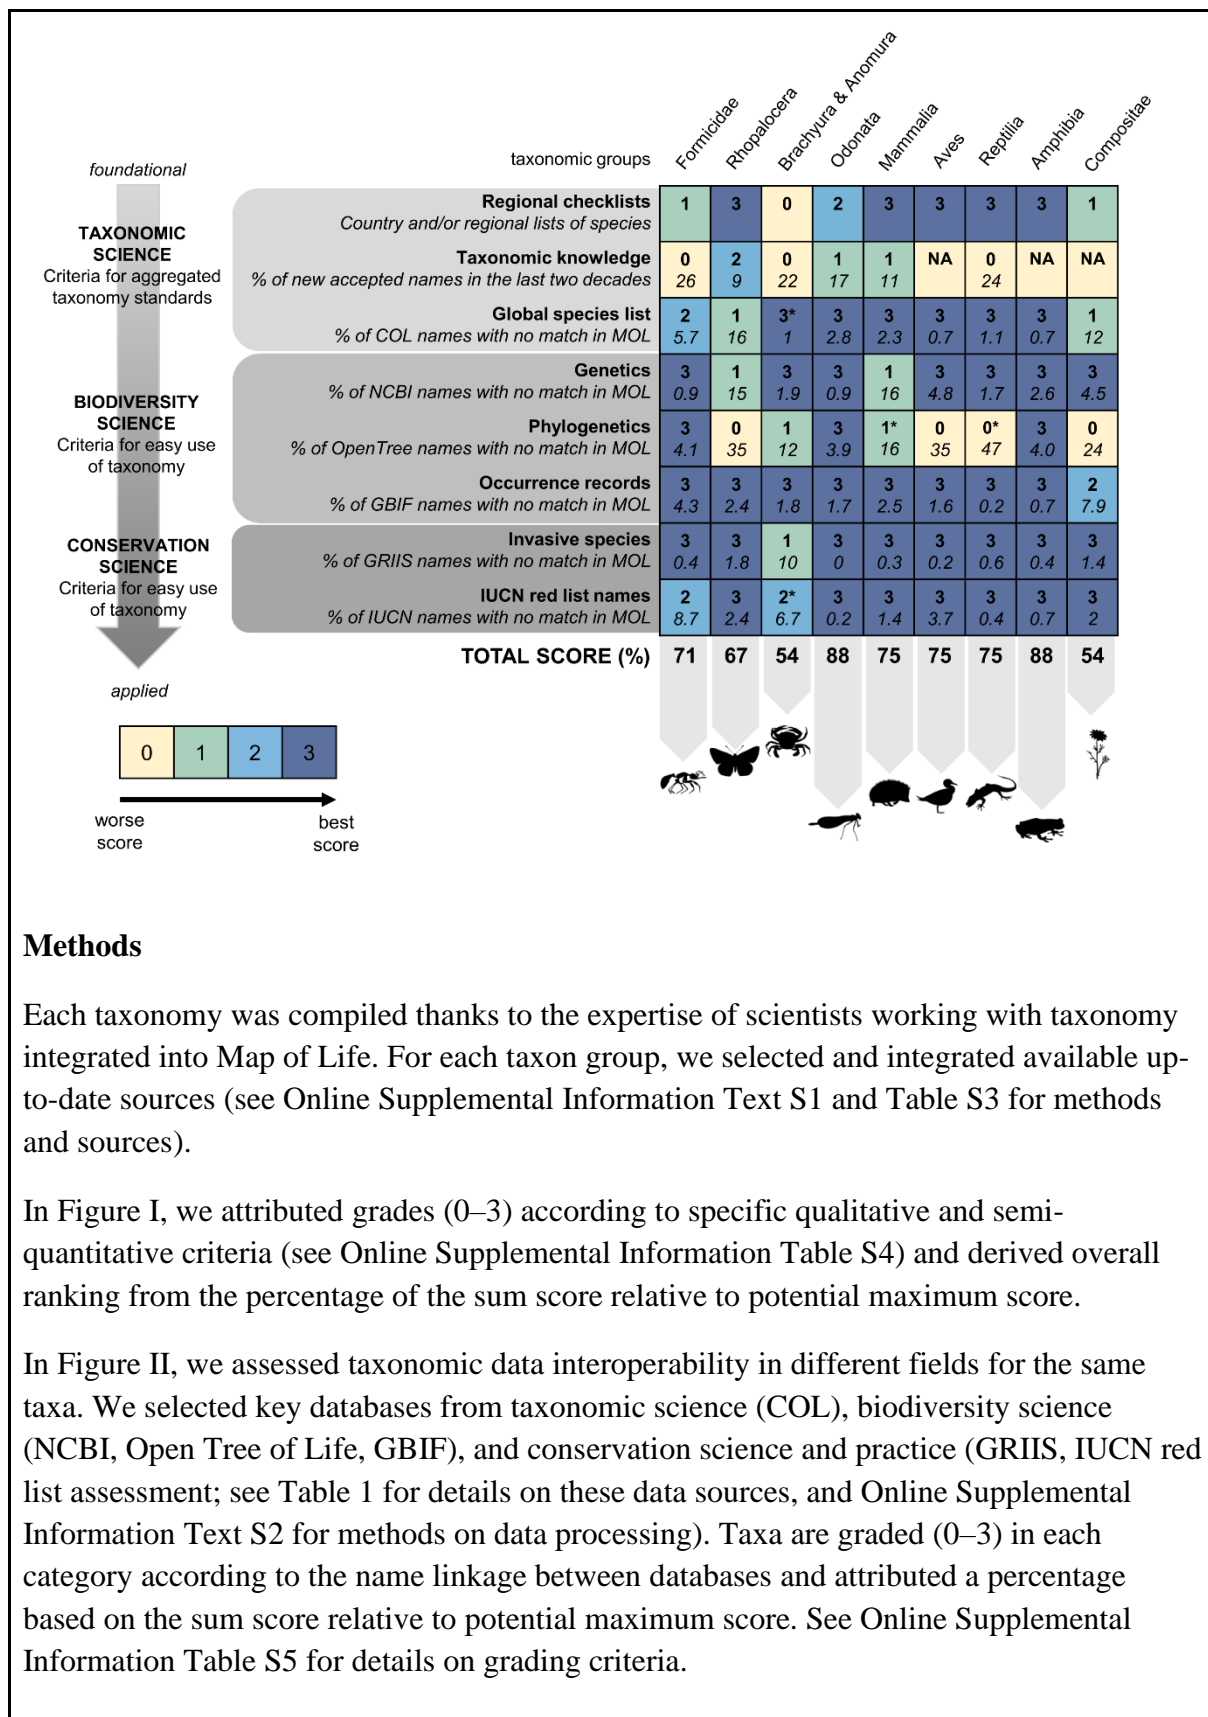 Formicidae
Rhopalocera
Brachyura & Anomura
Odonata
Mammalia
Aves
Reptilia
Amphibia
Compositae
taxonomic groups
foundational
TAXONOMIC
SCIENCE
Criteria for aggregated
taxonomy standards
BIODIVERSITY
SCIENCE
Criteria for easy use
of taxonomy
CONSERVATION
SCIENCE
Criteria for easy use
of taxonomy
applied
Regional checklists
Country and/or regional lists of species
1 3 0 2 3 3 3 3 1
Taxonomic knowledge
% of new accepted names in the last two decades
0 2 0 1 1 NA 0 NA NA
26 9 22 17 11 24
Global species list
% of COL names with no match in MOL
2 1 3* 3 3 3 3 3 1
5.7 16 1 2.8 2.3 0.7 1.1 0.7 12
Genetics
% of NCBI names with no match in MOL
3 1 3 3 1 3 3 3 3
0.9 15 1.9 0.9 16 4.8 1.7 2.6 4.5
Phylogenetics
% of OpenTree names with no match in MOL
3 0 1 3 1* 0 0* 3 0
4.1 35 12 3.9 16 35 47 4.0 24
Occurrence records
% of GBIF names with no match in MOL
3 3 3 3 3 3 3 3 2
4.3 2.4 1.8 1.7 2.5 1.6 0.2 0.7 7.9
Invasive species
% of GRIIS names with no match in MOL
3 3 1 3 3 3 3 3 3
0.4 1.8 10 0 0.3 0.2 0.6 0.4 1.4
IUCN red list names
% of IUCN names with no match in MOL
2 3 2* 3 3 3 3 3 3
8.7 2.4 6.7 0.2 1.4 3.7 0.4 0.7 2
TOTAL SCORE (%) 71 67 54 88 75 75 75 88 54
0 1 2 3
worse
score
best
score
Methods
Each taxonomy was compiled thanks to the expertise of scientists working with taxonomy
integrated into Map of Life. For each taxon group, we selected and integrated available up-
to-date sources (see Online Supplemental Information Text S1 and Table S3 for methods
and sources).
In Figure I, we attributed grades (0–3) according to specific qualitative and semi-
quantitative criteria (see Online Supplemental Information Table S4) and derived overall
ranking from the percentage of the sum score relative to potential maximum score.
In Figure II, we assessed taxonomic data interoperability in different fields for the same
taxa. We selected key databases from taxonomic science (COL), biodiversity science
(NCBI, Open Tree of Life, GBIF), and conservation science and practice (GRIIS, IUCN red
list assessment; see Table 1 for details on these data sources, and Online Supplemental
Information Text S2 for methods on data processing). Taxa are graded (0–3) in each
category according to the name linkage between databases and attributed a percentage
based on the sum score relative to potential maximum score. See Online Supplemental
Information Table S5 for details on grading criteria.